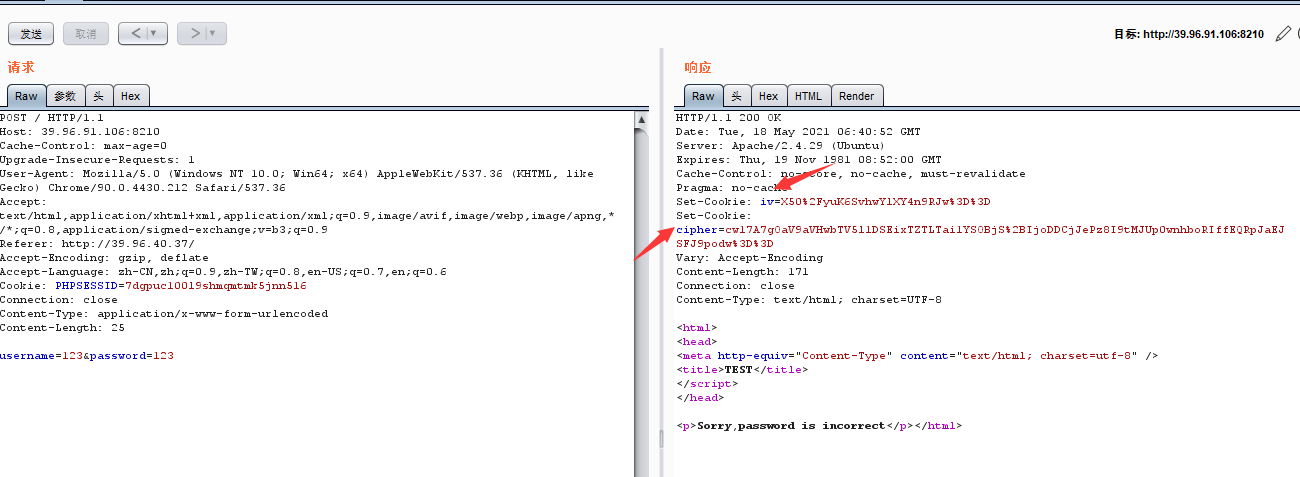 发送
取消
<
>
目标: http://39.96.91.106:8210
请求
Raw 参数 头 Hex
POST / HTTP/1.1
Host: 39.96.91.106:8210
Cache-Control: max-age=0
Upgrade-Insecure-Requests: 1
User-Agent: Mozilla/5.0 (Windows NT 10.0; Win64; x64) AppleWebKit/537.36 (KHTML, like
Gecko) Chrome/90.0.4430.212 Safari/537.36
Accept:
text/html,application/xhtml+xml,application/xml;q=0.9,image/avif,image/webp,image/apng,*
/*;q=0.8,application/signed-exchange;v=b3;q=0.9
Referer: http://39.96.40.37/
Accept-Encoding: gzip, deflate
Accept-Language: zh-CN,zh;q=0.9,zh-TW;q=0.8,en-US;q=0.7,en;q=0.6
Cookie: PHPSESSID=7dgpucl0019shmqmtmk5jnn516
Connection: close
Content-Type: application/x-www-form-urlencoded
Content-Length: 25
username=123&password=123
响应
Raw 头 Hex HTML Render
HTTP/1.1 200 OK
Date: Tue, 18 May 2021 06:40:52 GMT
Server: Apache/2.4.29 (Ubuntu)
Expires: Thu, 19 Nov 1981 08:52:00 GMT
Cache-Control: no-store, no-cache, must-revalidate
Pragma: no-cache
Set-Cookie: iv=X50%2FyuK6SvhwYlXY4n9RJw%3D%3D
Set-Cookie:
cipher=cwl7A7g0aV9aVHwbTV5l1DSEixTZTLTailYS0BjS%2BIjoDDCjJePz8I9tMJUp0wnhboRIffEQRpJaEJ
SFJ9podw%3D%3D
Vary: Accept-Encoding
Content-Length: 171
Connection: close
Content-Type: text/html; charset=UTF-8
<html>
<head>
<meta http-equiv="Content-Type" content="text/html; charset=utf-8" />
<title>TEST</title>
</script>
</head>
<p>Sorry,password is incorrect</p></html>